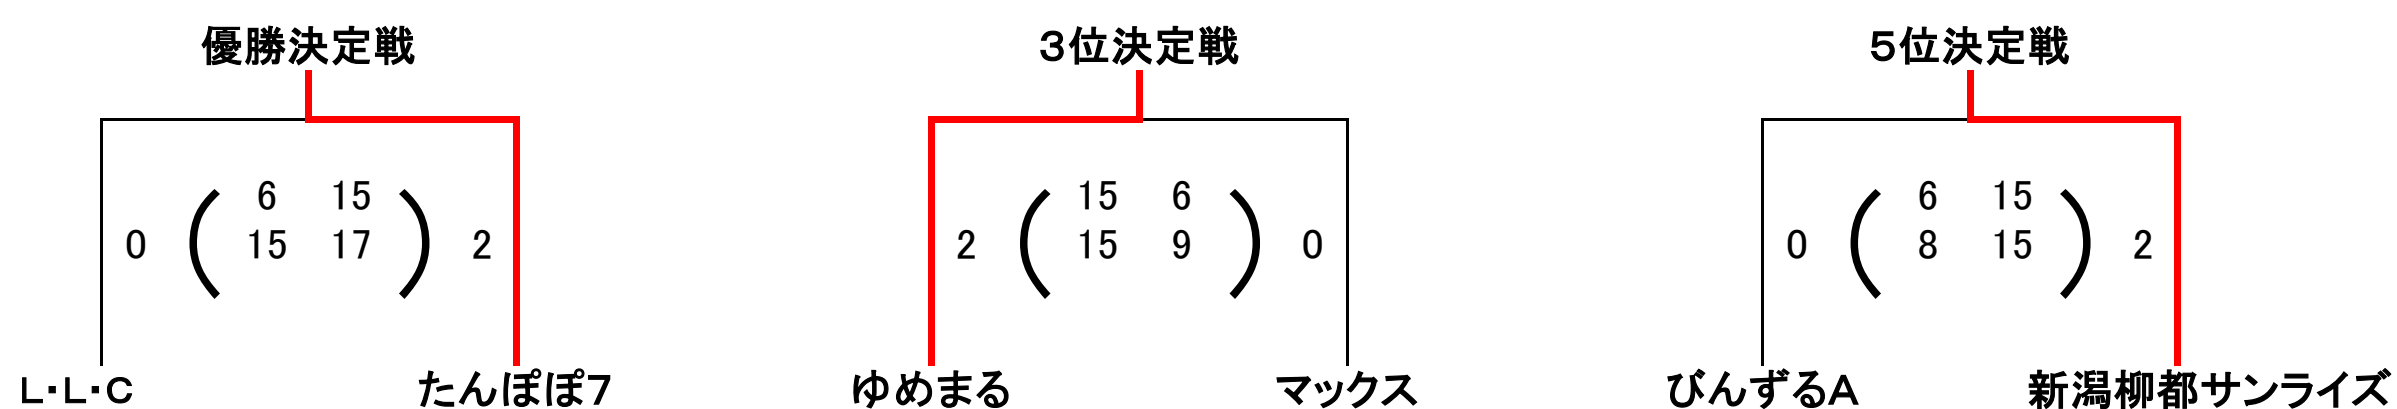 優勝決定戦
0 ( 6 15 ) 2
15 17
L・L・C たんぽぽ7
3位決定戦
2 ( 15 6 ) 0
15 9
ゆめまる マックス
5位決定戦
0 ( 6 15 ) 2
8 15
びんずるA 新潟柳都サンライズ